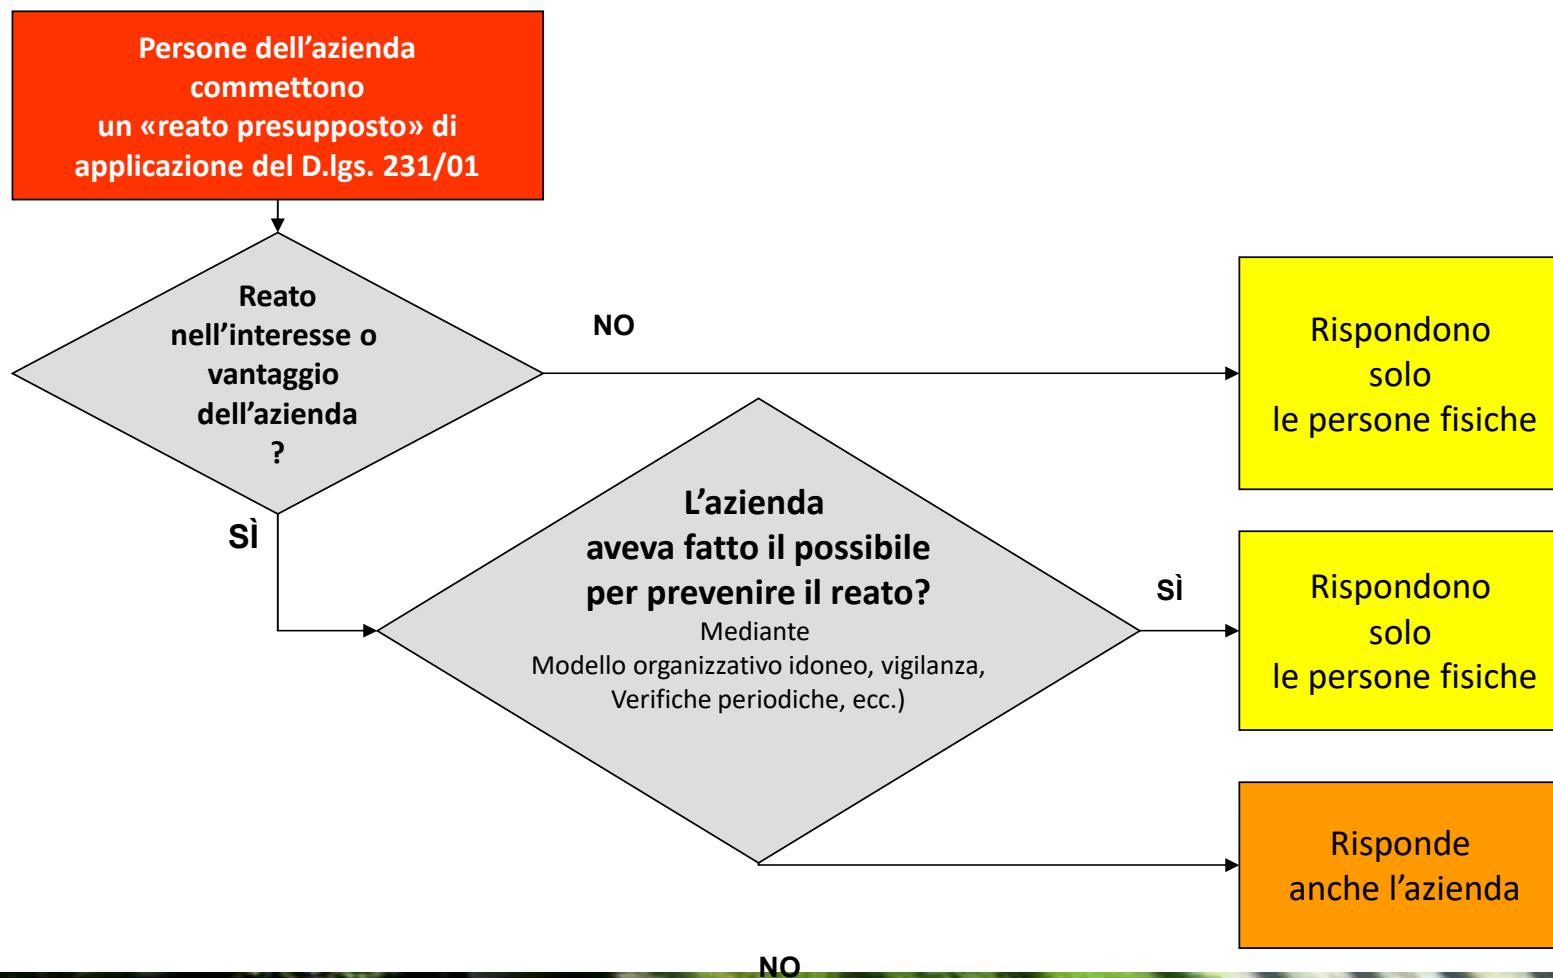 Persone dell’azienda
commettono
un «reato presupposto» di
applicazione del D.lgs. 231/01
Reato
nell’interesse o
vantaggio
dell’azienda
?
NO
Rispondono
solo
le persone fisiche
SÌ
L’azienda
aveva fatto il possibile
per prevenire il reato?
Mediante
Modello organizzativo idoneo, vigilanza,
Verifiche periodiche, ecc.)
SÌ
Rispondono
solo
le persone fisiche
Risponde
anche l’azienda
NO